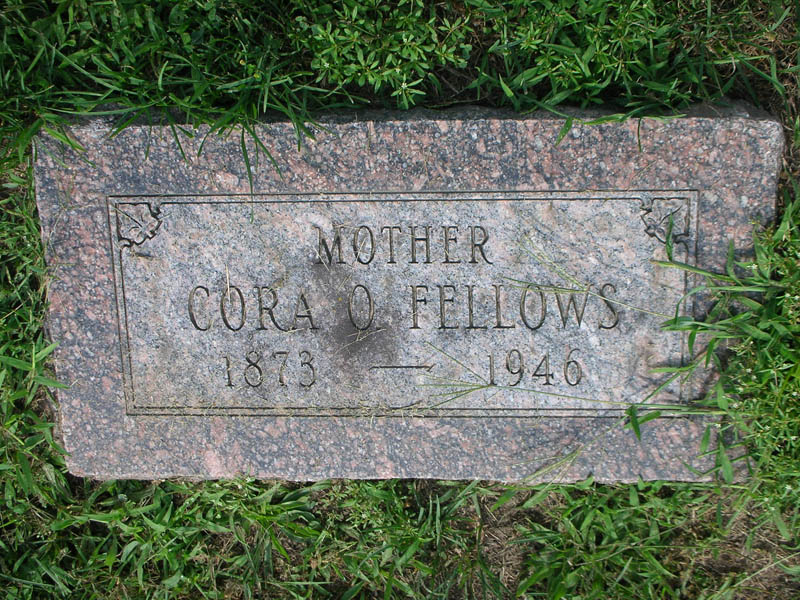 MOTHER
CORA O FELLOWS
1873 — 1946